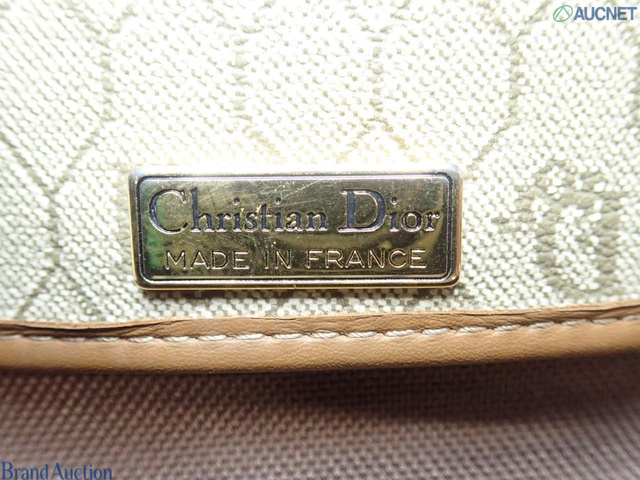 AUCNET
Christian Dior
MADE IN FRANCE
Brand Auction